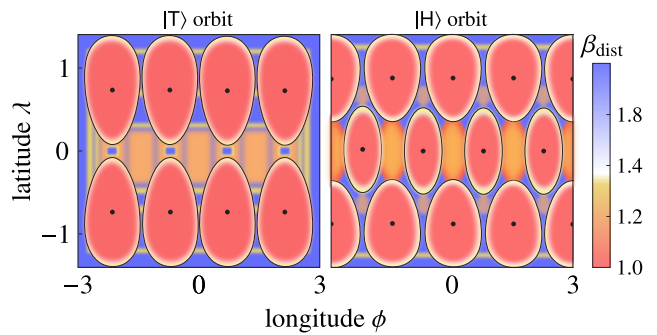 |T⟩ orbit
|H⟩ orbit
β_dist
latitude λ
1
0
−1
1.8
1.6
1.4
1.2
1.0
−3
0
3
0
3
longitude ϕ